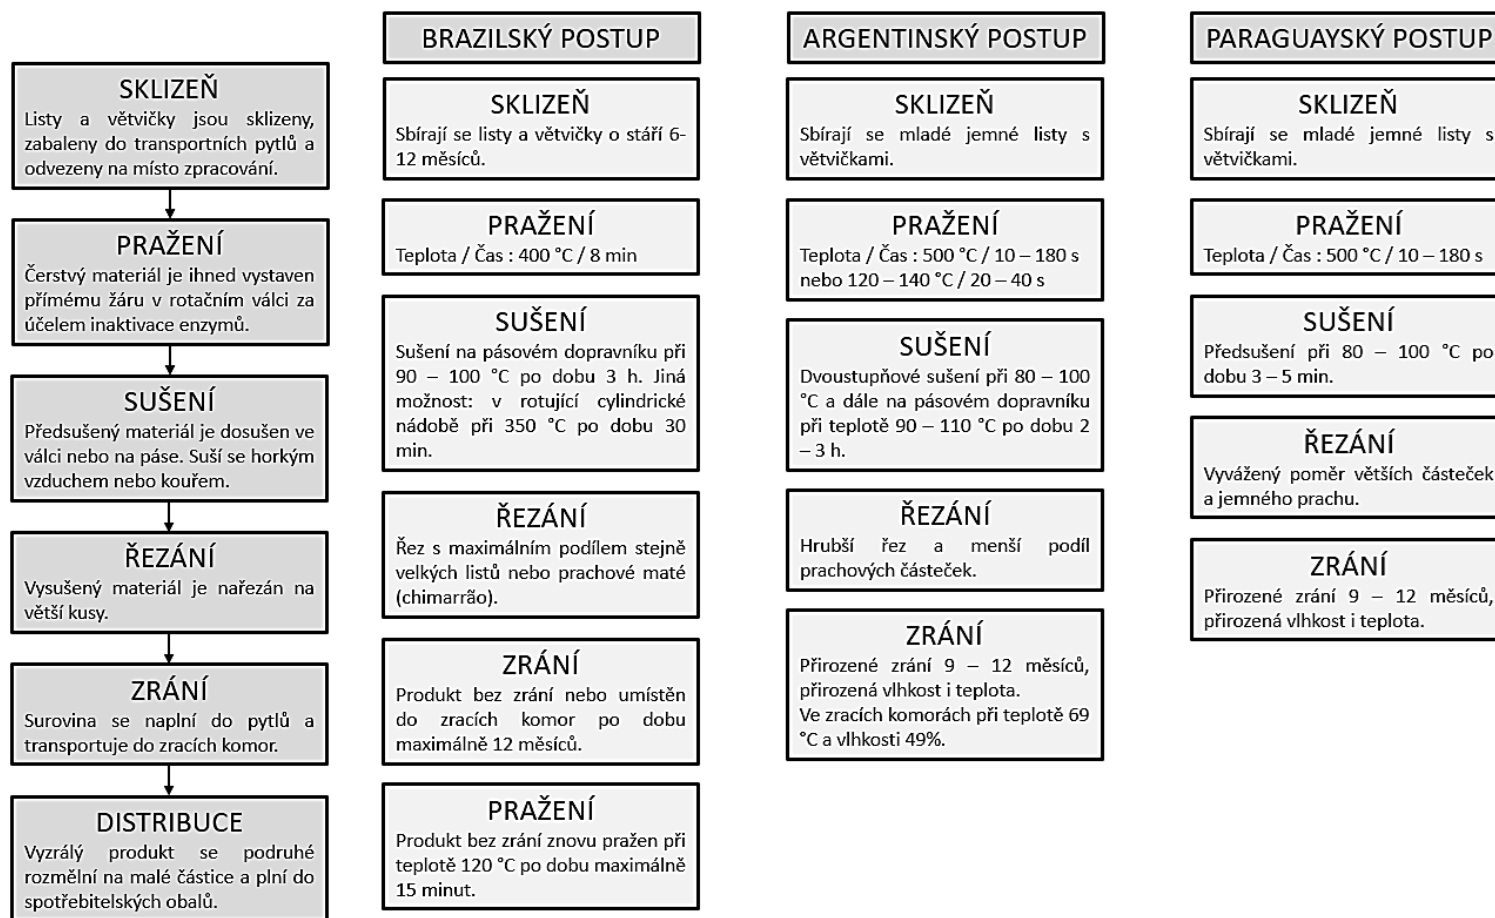 SKLIZEŇ
Listy a větvičky jsou sklizeny,
zabaleny do transportních pytlů a
odvezeny na místo zpracování.
PRAŽENÍ
Čerstvý materiál je ihned vystaven
přímému žáru v rotačním válci za
účelem inaktivace enzymů.
SUŠENÍ
Předsušený materiál je dosušen ve
válci nebo na páse. Suší se horkým
vzduchem nebo kouřem.
ŘEZÁNÍ
Vysušený materiál je nařezán na
větší kusy.
ZRÁNÍ
Surovina se naplní do pytlů a
transportuje do zracích komor.
DISTRIBUCE
Vyzrálý produkt se podruhé
rozmělní na malé částice a plní do
spotřebitelských obalů.
BRAZILSKÝ POSTUP
SKLIZEŇ
Sbírají se listy a větvičky o stáří 6-
12 měsíců.
PRAŽENÍ
Teplota / Čas : 400 °C / 8 min
SUŠENÍ
Sušení na pásovém dopravníku při
90 – 100 °C po dobu 3 h. Jiná
možnost: v rotující cylindrické
nádobě při 350 °C po dobu 30
min.
ŘEZÁNÍ
Řez s maximálním podílem stejně
velkých listů nebo prachové maté
(chimarrão).
ZRÁNÍ
Produkt bez zrání nebo umístěn
do zracích komor po dobu
maximálně 12 měsíců.
PRAŽENÍ
Produkt bez zrání znovu pražen při
teplotě 120 °C po dobu maximálně
15 minut.
ARGENTINSKÝ POSTUP
SKLIZEŇ
Sbírají se mladé jemné listy s
větvičkami.
PRAŽENÍ
Teplota / Čas : 500 °C / 10 – 180 s
nebo 120 – 140 °C / 20 – 40 s
SUŠENÍ
Dvoustupňové sušení při 80 – 100
°C a dále na pásovém dopravníku
při teplotě 90 – 110 °C po dobu 2
– 3 h.
ŘEZÁNÍ
Hrubší řez a menší podíl
prachových částeček.
ZRÁNÍ
Přirozené zrání 9 – 12 měsíců,
přirozená vlhkost i teplota.
Ve zracích komorách při teplotě 69
°C a vlhkosti 49%.
PARAGUAYSKÝ POSTUP
SKLIZEŇ
Sbírají se mladé jemné listy s
větvičkami.
PRAŽENÍ
Teplota / Čas : 500 °C / 10 – 180 s
SUŠENÍ
Předsušení při 80 – 100 °C po
dobu 3 – 5 min.
ŘEZÁNÍ
Vyvážený poměr větších částeček
a jemného prachu.
ZRÁNÍ
Přirozené zrání 9 – 12 měsíců,
přirozená vlhkost i teplota.